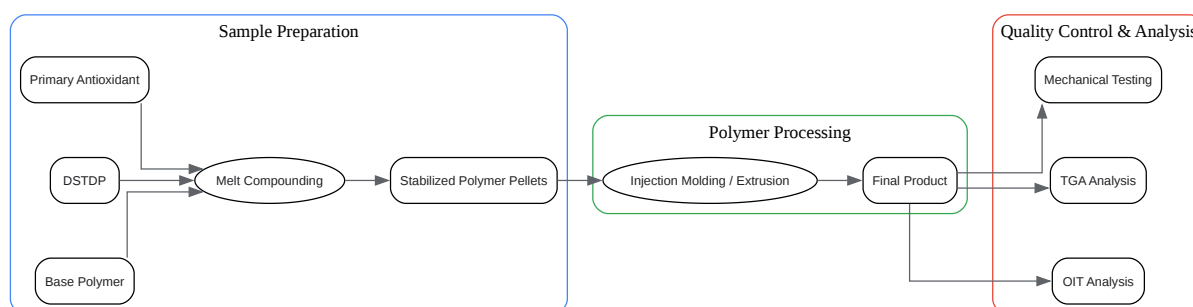 Sample Preparation
Primary Antioxidant
DSTDP
Base Polymer
Melt Compounding
Stabilized Polymer Pellets
Polymer Processing
Injection Molding / Extrusion
Final Product
Quality Control & Analysis
Mechanical Testing
TGA Analysis
OIT Analysis